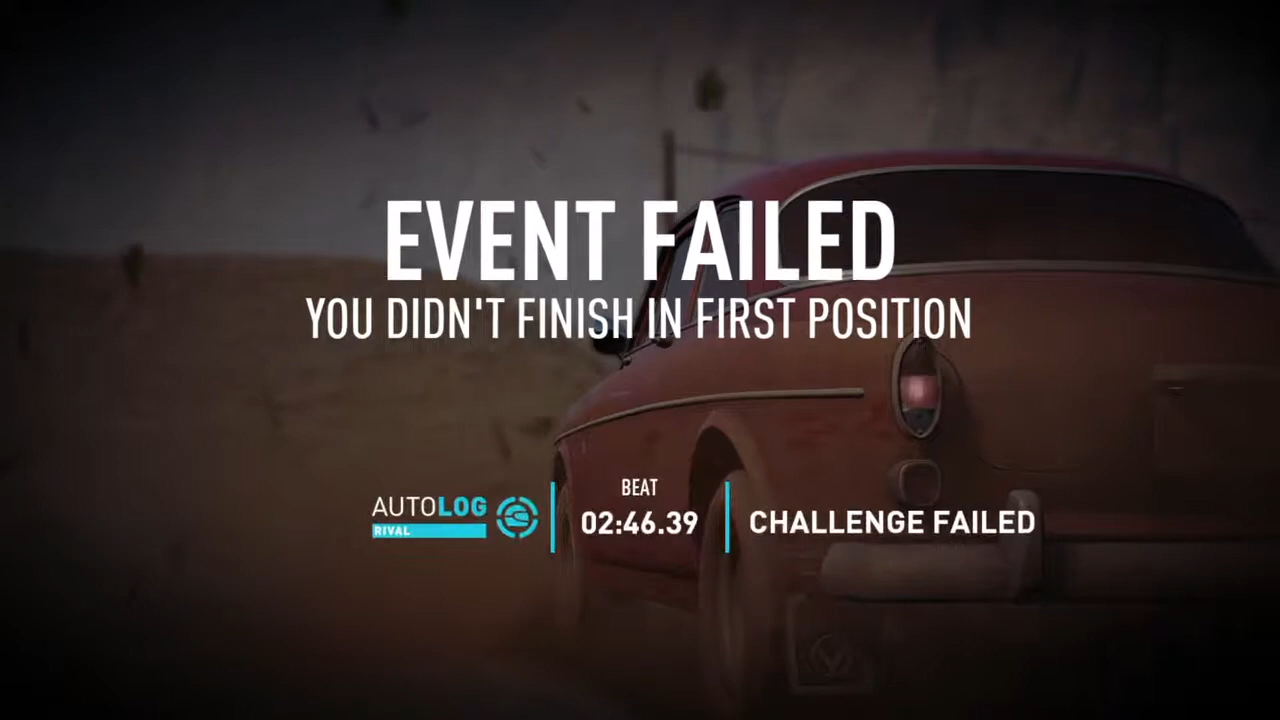 EVENT FAILED
YOU DIDN'T FINISH IN FIRST POSITION
AUTOLOG
RIVAL
BEAT
02:46.39
CHALLENGE FAILED